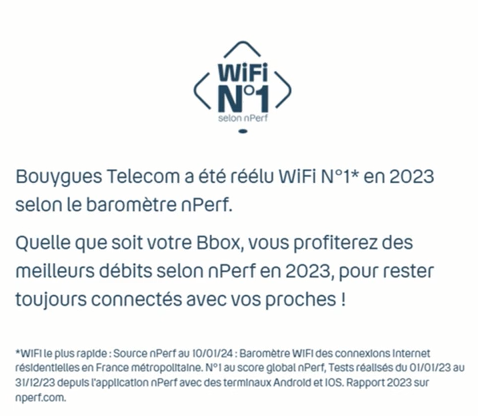 WiFi
N°1
selon nPerf
Bouygues Telecom a été réélu WiFi N°1* en 2023
selon le baromètre nPerf.
Quelle que soit votre Bbox, vous profiterez des
meilleurs débits selon nPerf en 2023, pour rester
toujours connectés avec vos proches !
*WiFi le plus rapide : Source nPerf au 10/01/24 : Baromètre WiFi des connexions Internet
résidentielles en France métropolitaine. N°1 au score global nPerf, Tests réalisés du 01/01/23 au
31/12/23 depuis l'application nPerf avec des terminaux Android et iOS. Rapport 2023 sur
nperf.com.